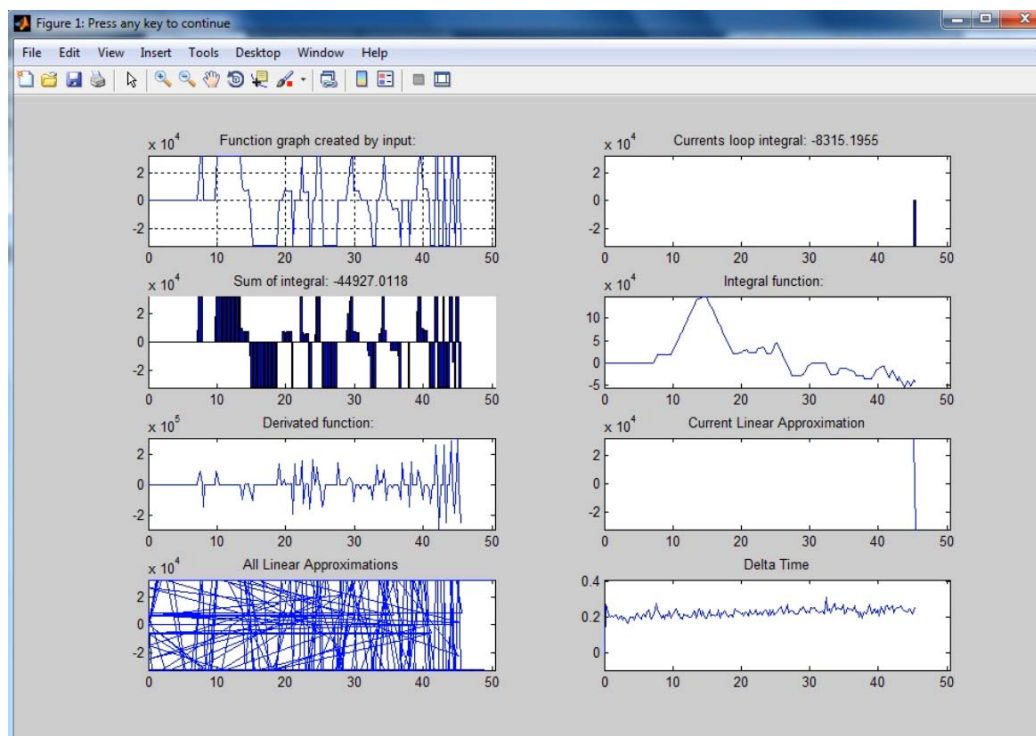 Figure 1: Press any key to continue
File Edit View Insert Tools Desktop Window Help
x 10^4 Function graph created by input:
2
0
-2
0 10 20 30 40 50
x 10^4 Currents loop integral: -8315.1955
2
0
-2
0 10 20 30 40 50
x 10^4 Sum of integral: -44927.0118
2
0
-2
0 10 20 30 40 50
x 10^4 Integral function:
10
5
0
-5
0 10 20 30 40 50
x 10^5 Derivated function:
2
0
-2
0 10 20 30 40 50
x 10^4 Current Linear Approximation
2
0
-2
0 10 20 30 40 50
x 10^4 All Linear Approximations
2
0
-2
0 10 20 30 40 50
Delta Time
0.4
0.2
0
0 10 20 30 40 50